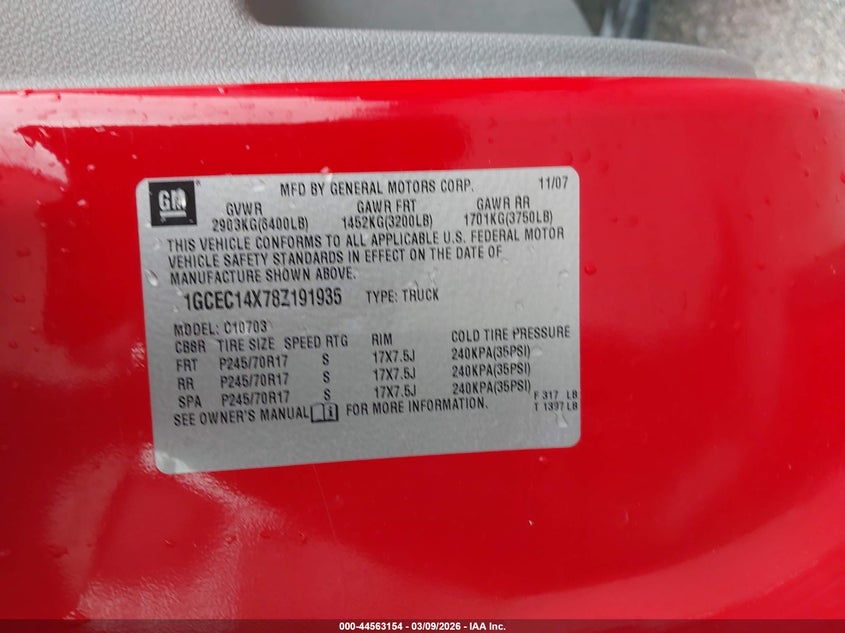 GM
MFD BY GENERAL MOTORS CORP. 11/07
GVWR GAWR FRT GAWR RR
2903KG(6400LB) 1452KG(3200LB) 1701KG(3750LB)
THIS VEHICLE CONFORMS TO ALL APPLICABLE U.S. FEDERAL MOTOR
VEHICLE SAFETY STANDARDS IN EFFECT ON THE DATE OF
MANUFACTURE SHOWN ABOVE.
1GCEC14X78Z191935 TYPE: TRUCK
MODEL: C10703
CBBR TIRE SIZE SPEED RTG RIM COLD TIRE PRESSURE
FRT P245/70R17 S 17X7.5J 240KPA(35PSI)
RR P245/70R17 S 17X7.5J 240KPA(35PSI)
SPA P245/70R17 S 17X7.5J 240KPA(35PSI)
SEE OWNER'S MANUAL i FOR MORE INFORMATION.
F 317 LB
T 1397 LB
000-44563154 | 03/09/2026 - IAA Inc.